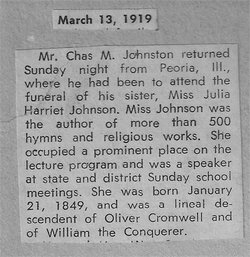 March 13, 1919
Mr. Chas M. Johnston returned
Sunday night from Peoria, Ill.,
where he had been to attend the
funeral of his sister, Miss Julia
Harriet Johnson. Miss Johnson was
the author of more than 500
hymns and religious works. She
occupied a prominent place on the
lecture program and was a speaker
at state and district Sunday school
meetings. She was born January
21, 1849, and was a lineal de-
scendent of Oliver Cromwell and
of William the Conquerer.